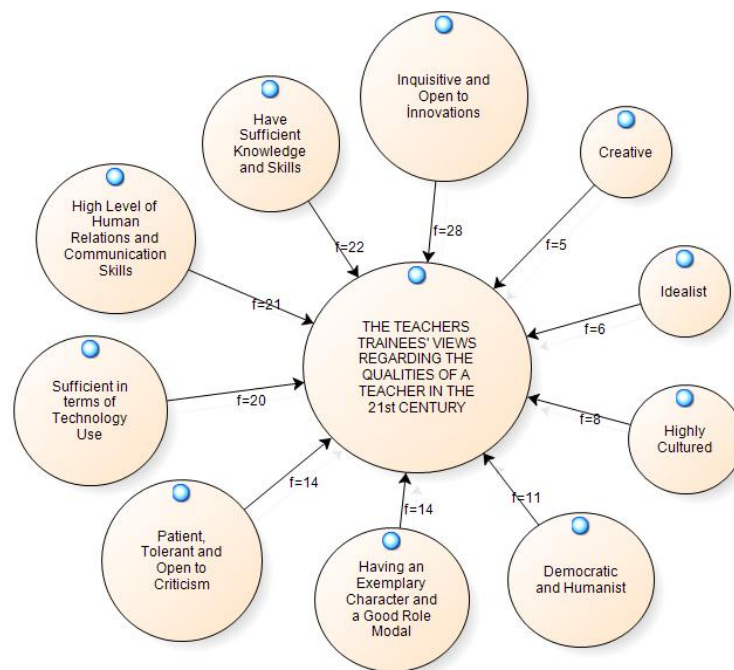 Inquisitive and
Open to
İnnovations
Have
Sufficient
Knowledge
and Skills
Creative
High Level of
Human
Relations and
Communication
Skills
f=28
f=22
f=5
Idealist
f=21
THE TEACHERS
TRAINEES' VIEWS
REGARDING THE
QUALITIES OF A
TEACHER IN THE
21st CENTURY
f=6
Sufficient in
terms of
Technology
Use
f=20
f=8
Highly
Cultured
f=14
f=14
f=11
Patient,
Tolerant and
Open to
Criticism
Having an
Exemplary
Character and
a Good Role
Modal
Democratic
and Humanist